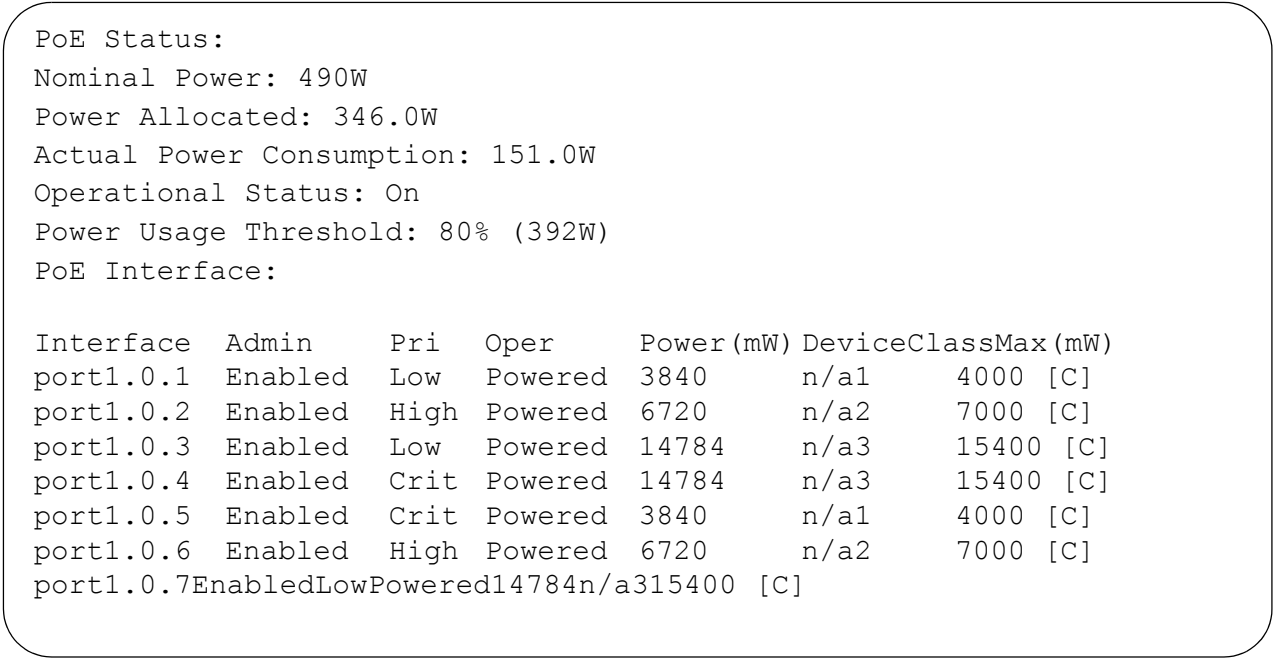 PoE Status:
Nominal Power: 490W
Power Allocated: 346.0W
Actual Power Consumption: 151.0W
Operational Status: On
Power Usage Threshold: 80% (392W)
PoE Interface:
Interface Admin Pri Oper Power(mW) DeviceClassMax(mW)
port1.0.1 Enabled Low Powered 3840 n/a1 4000 [C]
port1.0.2 Enabled High Powered 6720 n/a2 7000 [C]
port1.0.3 Enabled Low Powered 14784 n/a3 15400 [C]
port1.0.4 Enabled Crit Powered 14784 n/a3 15400 [C]
port1.0.5 Enabled Crit Powered 3840 n/a1 4000 [C]
port1.0.6 Enabled High Powered 6720 n/a2 7000 [C]
port1.0.7EnabledLowPowered14784n/a315400 [C]